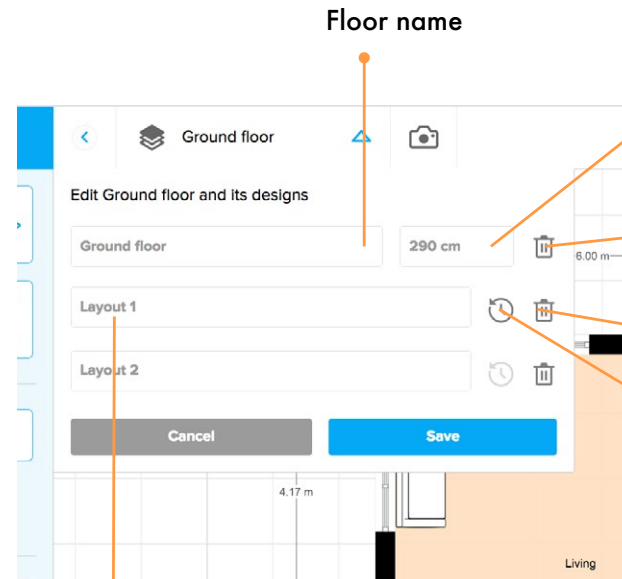 Floor name
Ground floor
Edit Ground floor and its designs
Ground floor
290 cm
6.00 m
Layout 1
Layout 2
Cancel
Save
4.17 m
Living